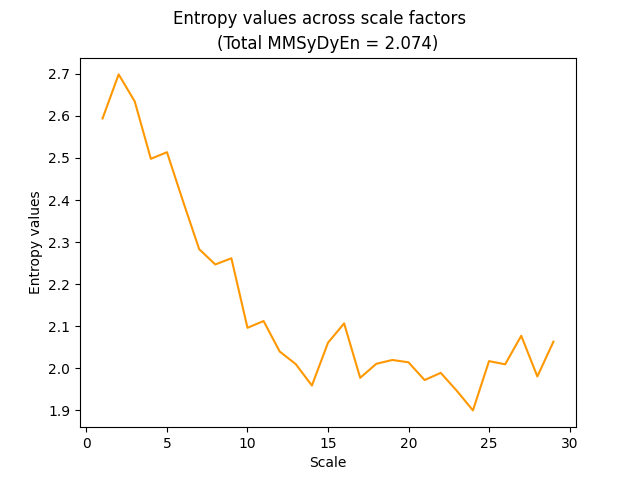 Entropy values across scale factors
(Total MMSyDyEn = 2.074)
2.7
2.6
2.5
2.4
2.3
2.2
2.1
2.0
1.9
Entropy values
0 5 10 15 20 25 30
Scale